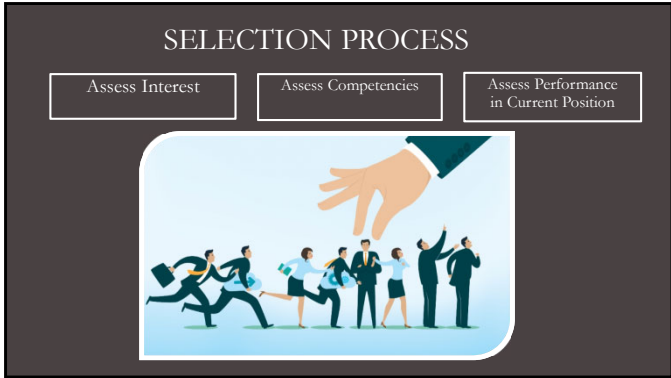 SELECTION PROCESS
Assess Interest
Assess Competencies
Assess Performance
in Current Position